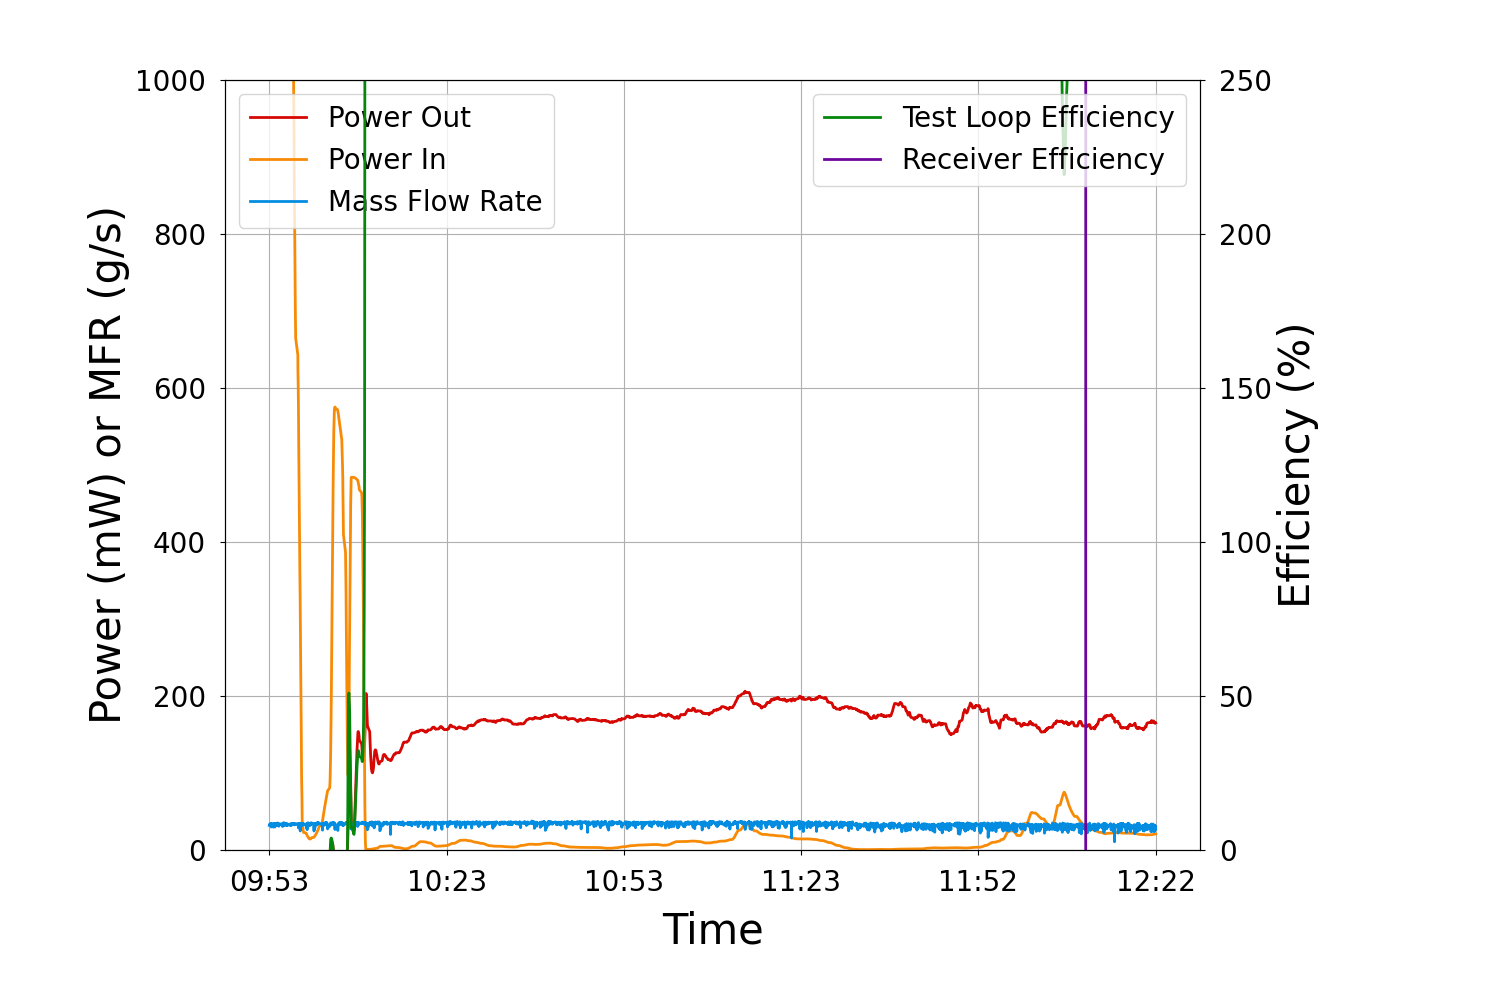 1000
800
600
400
200
0
Power (mW) or MFR (g/s)
Power Out
Power In
Mass Flow Rate
Test Loop Efficiency
Receiver Efficiency
250
200
150
100
50
0
Efficiency (%)
09:53 10:23 10:53 11:23 11:52 12:22
Time